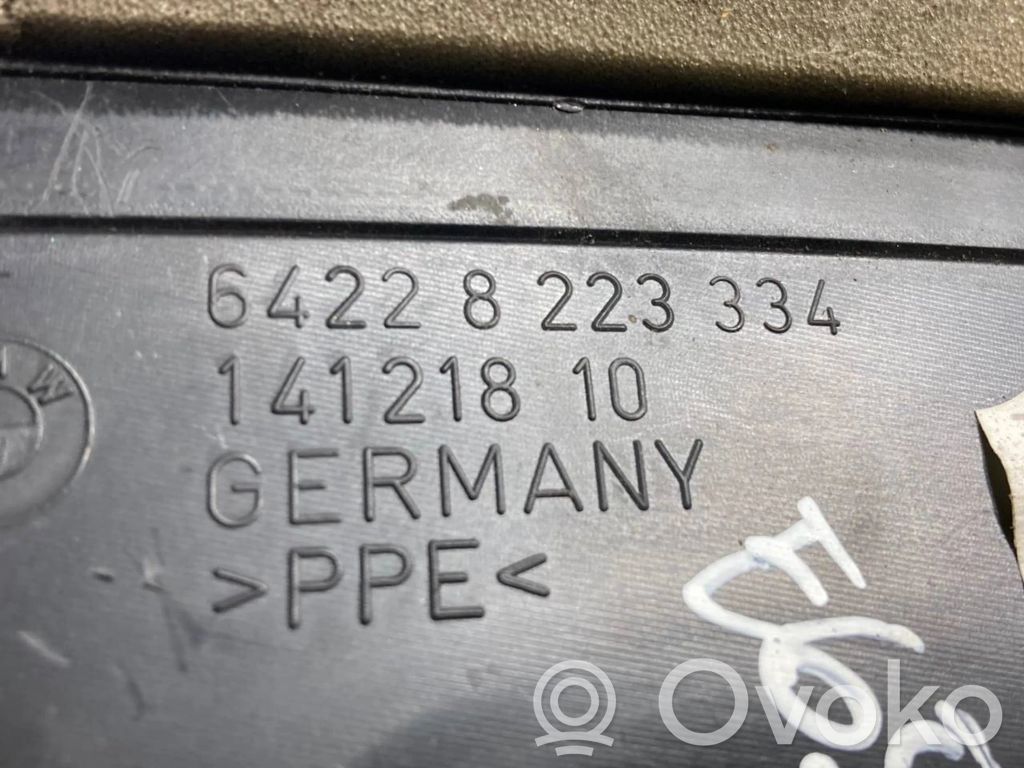 6422 8 223 334
141218 10
GERMANY
>PPE<
Ovoko